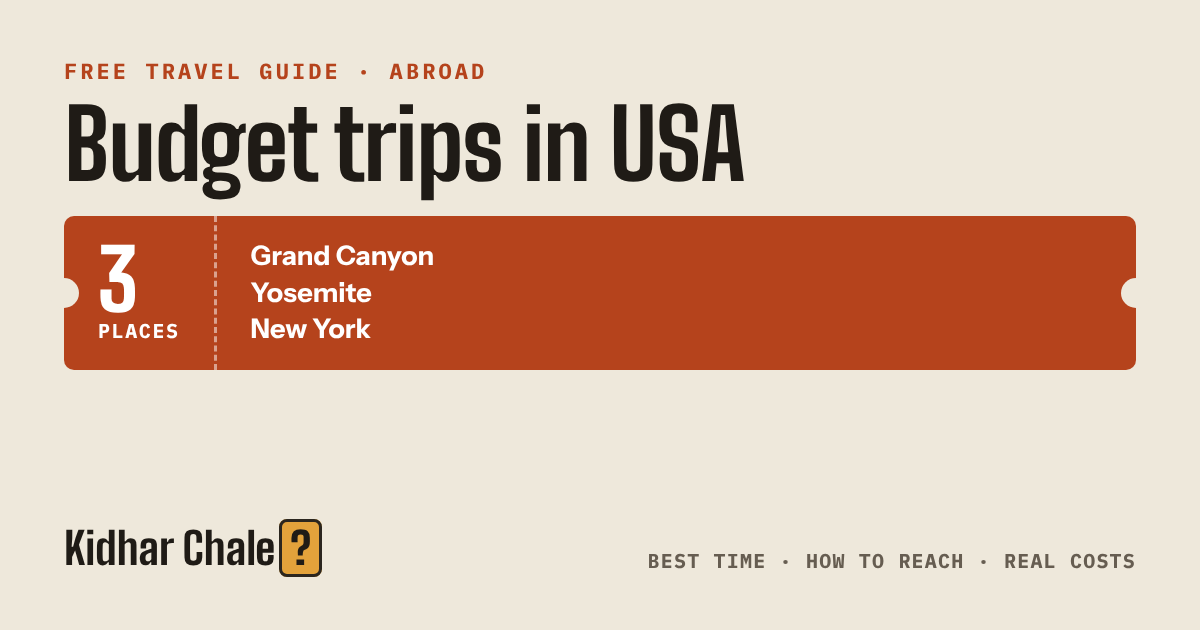 FREE TRAVEL GUIDE · ABROAD
Budget trips in USA
3
PLACES
Grand Canyon
Yosemite
New York
Kidhar Chale?
BEST TIME · HOW TO REACH · REAL COSTS